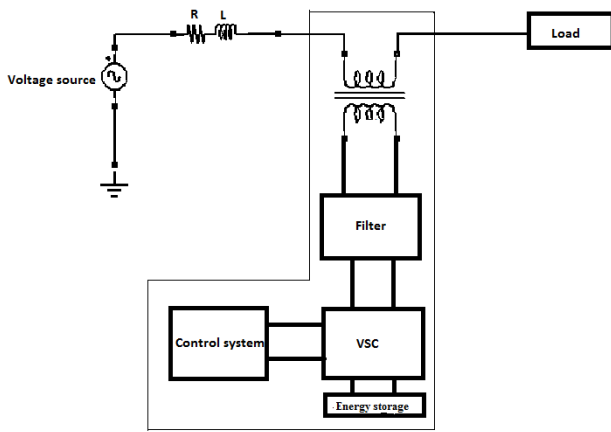 R L
Load
Voltage source
Filter
Control system
VSC
Energy storage